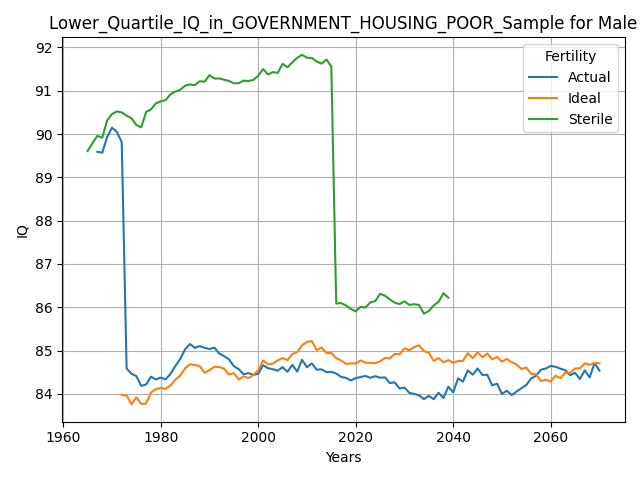 Lower_Quartile_IQ_in_GOVERNMENT_HOUSING_POOR_Sample for Male
92
91
90
89
88
87
86
85
84
IQ
Fertility
Actual
Ideal
Sterile
1960 1980 2000 2020 2040 2060
Years